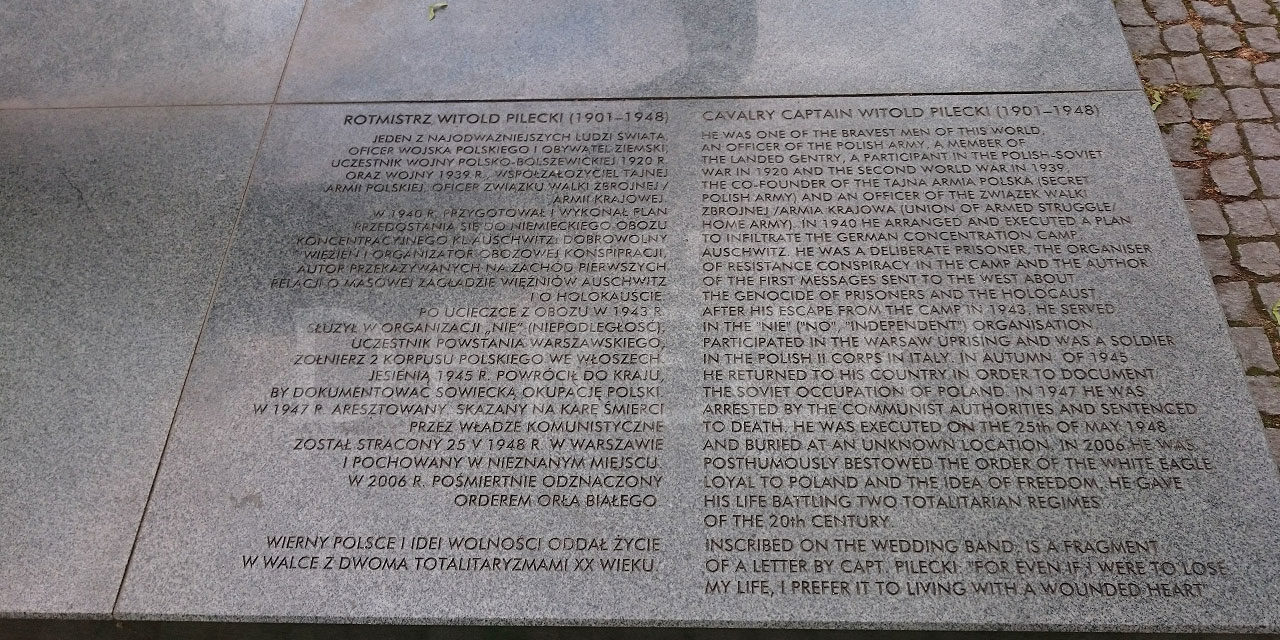 ROTMISTRZ WITOLD PILECKI (1901–1948)
JEDEN Z NAJODWAŻNIEJSZYCH LUDZI ŚWIATA,
OFICER WOJSKA POLSKIEGO I OBYWATEL ZIEMSKI,
UCZESTNIK WOJNY POLSKO-BOLSZEWICKIEJ 1920 R.
ORAZ WOJNY 1939 R., WSPÓŁZAŁOŻYCIEL TAJNEJ
ARMII POLSKIEJ, OFICER ZWIĄZKU WALKI ZBROJNEJ /
ARMII KRAJOWEJ.
W 1940 R. PRZYGOTOWAŁ I WYKONAŁ PLAN
PRZEDOSTANIA SIĘ DO NIEMIECKIEGO OBOZU
KONCENTRACYJNEGO KL AUSCHWITZ; DOBROWOLNY
WIĘZIEŃ I ORGANIZATOR OBOZOWEJ KONSPIRACJI,
AUTOR PRZEKAZYWANYCH NA ZACHÓD PIERWSZYCH
RELACJI O MASOWEJ ZAGŁADZIE WIĘŹNIÓW AUSCHWITZ
I O HOLOKAUŚCIE.
PO UCIECZCE Z OBOZU W 1943 R.
SŁUŻYŁ W ORGANIZACJI „NIE” (NIEPODLEGŁOŚĆ),
UCZESTNIK POWSTANIA WARSZAWSKIEGO,
ŻOŁNIERZ 2 KORPUSU POLSKIEGO WE WŁOSZECH.
JESIENIĄ 1945 R. POWRÓCIŁ DO KRAJU,
BY DOKUMENTOWAĆ SOWIECKĄ OKUPACJĘ POLSKI.
W 1947 R. ARESZTOWANY, SKAZANY NA KARĘ ŚMIERCI
PRZEZ WŁADZE KOMUNISTYCZNE
ZOSTAŁ STRACONY 25 V 1948 R. W WARSZAWIE
I POCHOWANY W NIEZNANYM MIEJSCU.
W 2006 R. POŚMIERTNIE ODZNACZONY
ORDEREM ORŁA BIAŁEGO.
WIERNY POLSCE I IDEI WOLNOŚCI ODDAŁ ŻYCIE
W WALCE Z DWOMA TOTALITARYZMAMI XX WIEKU.
CAVALRY CAPTAIN WITOLD PILECKI (1901–1948)
HE WAS ONE OF THE BRAVEST MEN OF THIS WORLD,
AN OFFICER OF THE POLISH ARMY, A MEMBER OF
THE LANDED GENTRY, A PARTICIPANT IN THE POLISH-SOVIET
WAR IN 1920 AND THE SECOND WORLD WAR IN 1939,
THE CO-FOUNDER OF THE TAJNA ARMIA POLSKA (SECRET
POLISH ARMY) AND AN OFFICER OF THE ZWIĄZEK WALKI
ZBROJNEJ /ARMIA KRAJOWA (UNION OF ARMED STRUGGLE/
HOME ARMY). IN 1940 HE ARRANGED AND EXECUTED A PLAN
TO INFILTRATE THE GERMAN CONCENTRATION CAMP
AUSCHWITZ. HE WAS A DELIBERATE PRISONER, THE ORGANISER
OF RESISTANCE CONSPIRACY IN THE CAMP AND THE AUTHOR
OF THE FIRST MESSAGES SENT TO THE WEST ABOUT
THE GENOCIDE OF PRISONERS AND THE HOLOCAUST.
AFTER HIS ESCAPE FROM THE CAMP IN 1943, HE SERVED
IN THE "NIE" ("NO", "INDEPENDENT") ORGANISATION,
PARTICIPATED IN THE WARSAW UPRISING AND WAS A SOLDIER
IN THE POLISH II CORPS IN ITALY. IN AUTUMN OF 1945
HE RETURNED TO HIS COUNTRY IN ORDER TO DOCUMENT
THE SOVIET OCCUPATION OF POLAND. IN 1947 HE WAS
ARRESTED BY THE COMMUNIST AUTHORITIES AND SENTENCED
TO DEATH. HE WAS EXECUTED ON THE 25th OF MAY 1948
AND BURIED AT AN UNKNOWN LOCATION. IN 2006 HE WAS
POSTHUMOUSLY BESTOWED THE ORDER OF THE WHITE EAGLE.
LOYAL TO POLAND AND THE IDEA OF FREEDOM, HE GAVE
HIS LIFE BATTLING TWO TOTALITARIAN REGIMES
OF THE 20th CENTURY.
INSCRIBED ON THE WEDDING BAND, IS A FRAGMENT
OF A LETTER BY CAPT. PILECKI: "FOR EVEN IF I WERE TO LOSE
MY LIFE, I PREFER IT TO LIVING WITH A WOUNDED HEART"